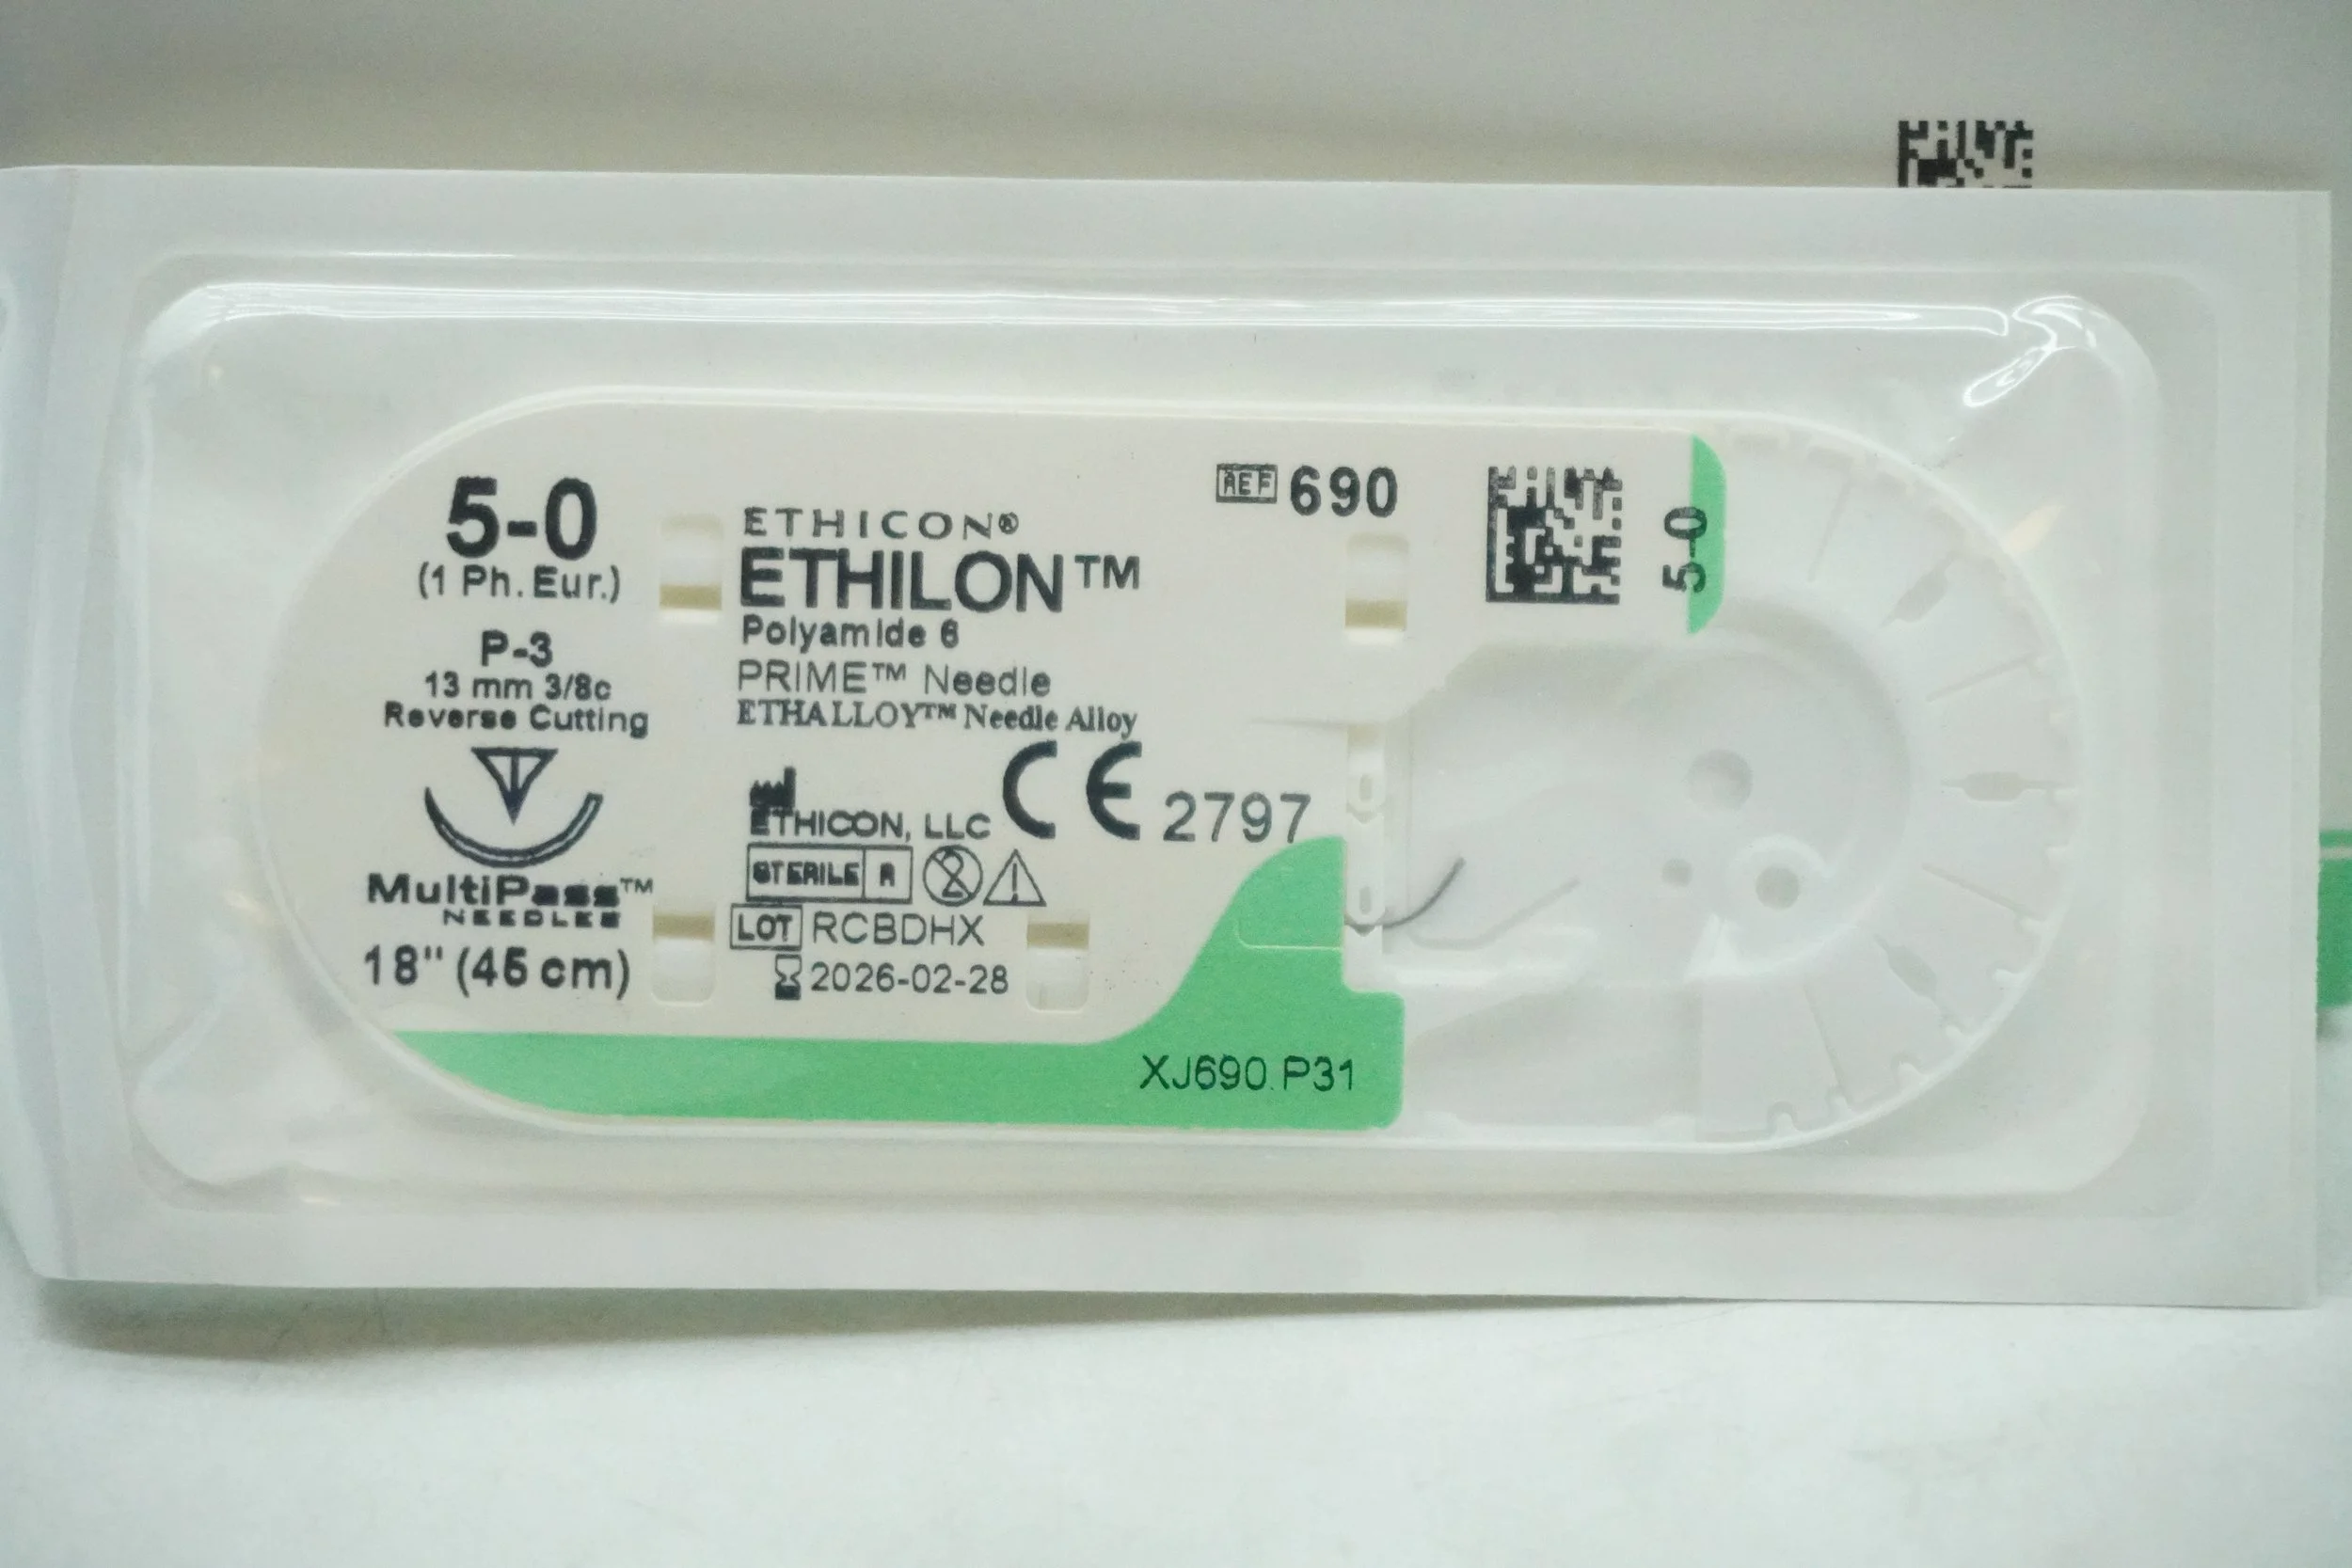 5-0
(1 Ph. Eur.)
P-3
13 mm 3/8c
Reverse Cutting
MultiPass™
NEEDLES
18" (45 cm)
ETHICON®
ETHILON™
Polyamide 6
PRIME™ Needle
ETHALLOY™ Needle Alloy
ETHICON, LLC CE 2797
STERILE R
2
LOT RCBDHX
2026-02-28
REF 690
5-0
XJ690.P31